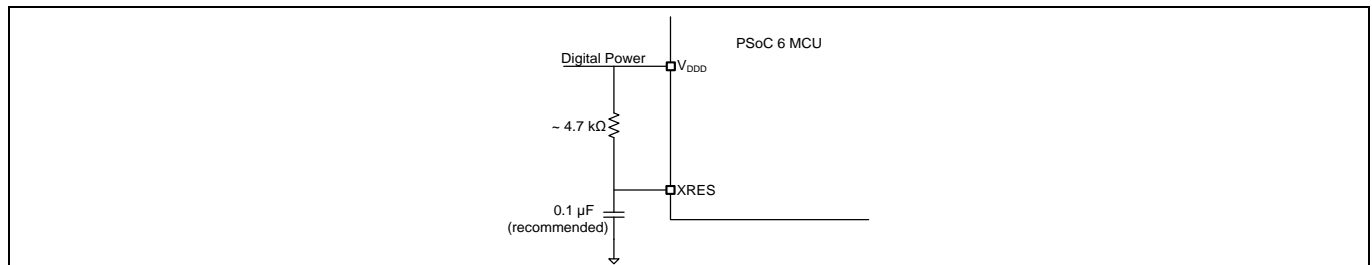 PSoC 6 MCU
Digital Power
VDDD
~ 4.7 kΩ
XRES
0.1 µF
(recommended)